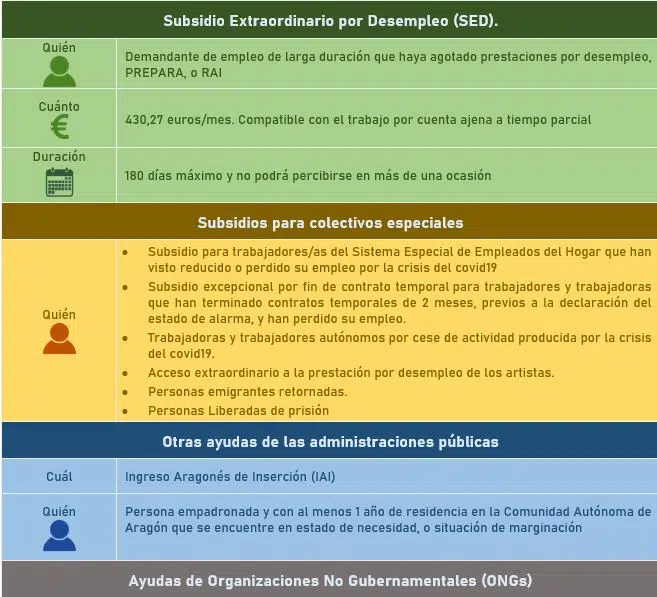 Subsidio Extraordinario por Desempleo (SED).
Quién
Demandante de empleo de larga duración que haya agotado prestaciones por desempleo,
PREPARA, o RAI
Cuánto
€
430,27 euros/mes. Compatible con el trabajo por cuenta ajena a tiempo parcial
Duración
180 días máximo y no podrá percibirse en más de una ocasión
Subsidios para colectivos especiales
Quién
• Subsidio para trabajadores/as del Sistema Especial de Empleados del Hogar que han
visto reducido o perdido su empleo por la crisis del covid19
• Subsidio excepcional por fin de contrato temporal para trabajadores y trabajadoras
que han terminado contratos temporales de 2 meses, previos a la declaración del
estado de alarma, y han perdido su empleo.
• Trabajadoras y trabajadores autónomos por cese de actividad producida por la crisis
del covid19.
• Acceso extraordinario a la prestación por desempleo de los artistas.
• Personas emigrantes retornadas.
• Personas Liberadas de prisión
Otras ayudas de las administraciones públicas
Cuál
Ingreso Aragonés de Inserción (IAI)
Quién
Persona empadronada y con al menos 1 año de residencia en la Comunidad Autónoma de
Aragón que se encuentre en estado de necesidad, o situación de marginación
Ayudas de Organizaciones No Gubernamentales (ONGs)